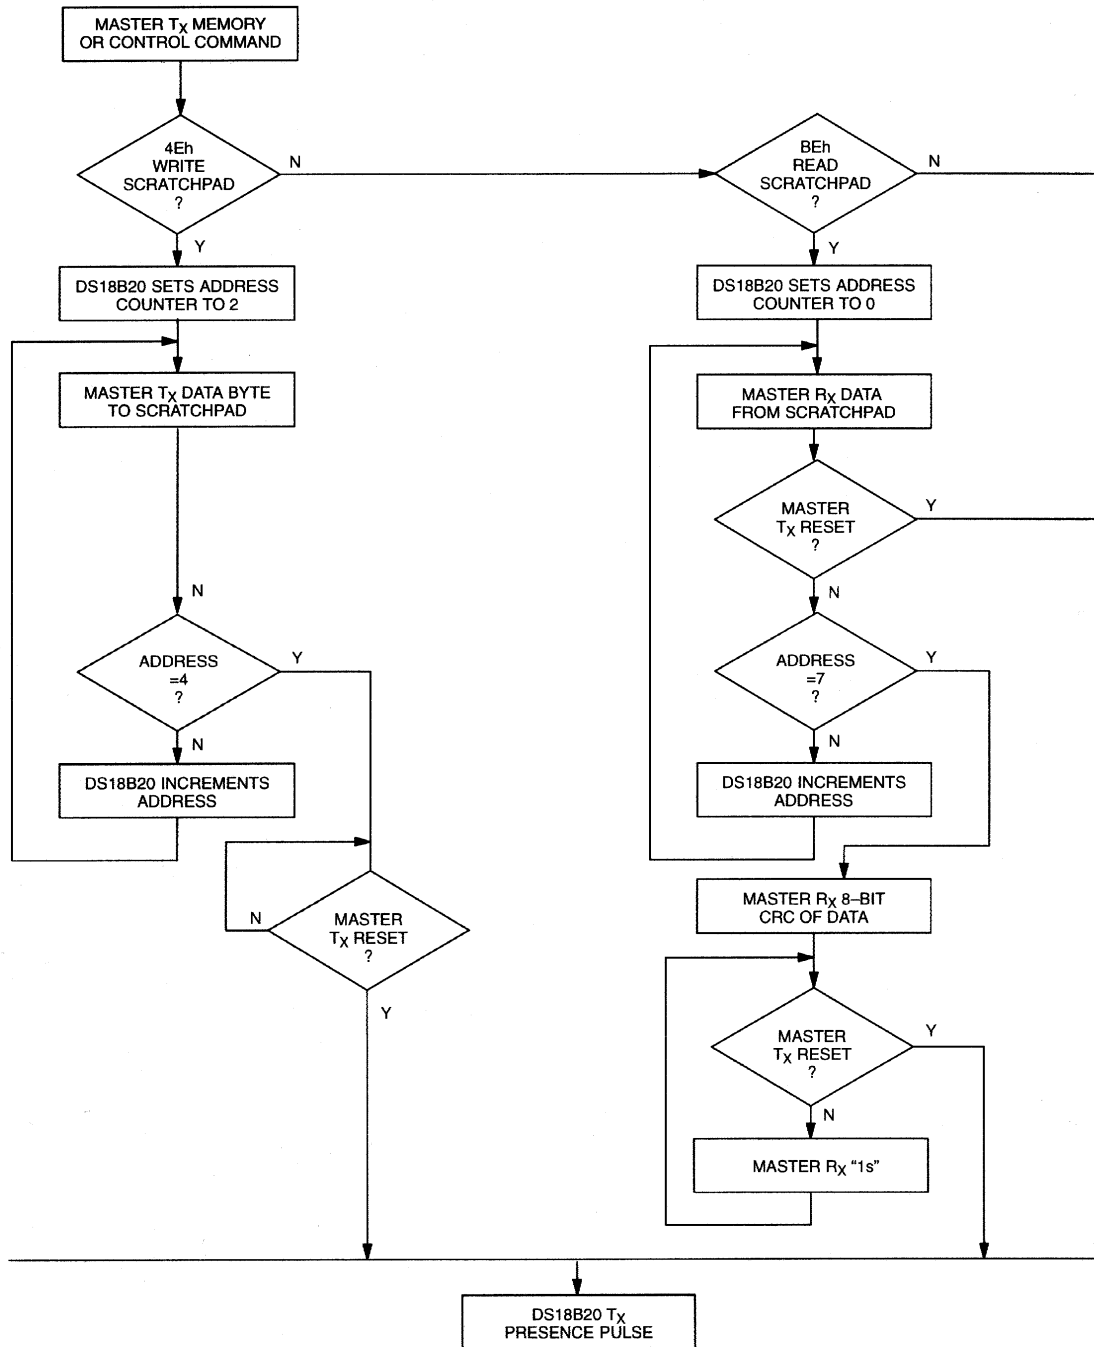 MASTER TX MEMORY
OR CONTROL COMMAND
4Eh
WRITE
SCRATCHPAD
?
N
Y
BEh
READ
SCRATCHPAD
?
N
Y
DS18B20 SETS ADDRESS
COUNTER TO 2
DS18B20 SETS ADDRESS
COUNTER TO 0
MASTER TX DATA BYTE
TO SCRATCHPAD
MASTER RX DATA
FROM SCRATCHPAD
MASTER
TX RESET
?
Y
N
N
ADDRESS
=4
?
Y
N
ADDRESS
=7
?
Y
N
DS18B20 INCREMENTS
ADDRESS
DS18B20 INCREMENTS
ADDRESS
MASTER
TX RESET
?
N
Y
MASTER RX 8–BIT
CRC OF DATA
MASTER
TX RESET
?
Y
N
MASTER RX “1s”
DS18B20 TX
PRESENCE PULSE